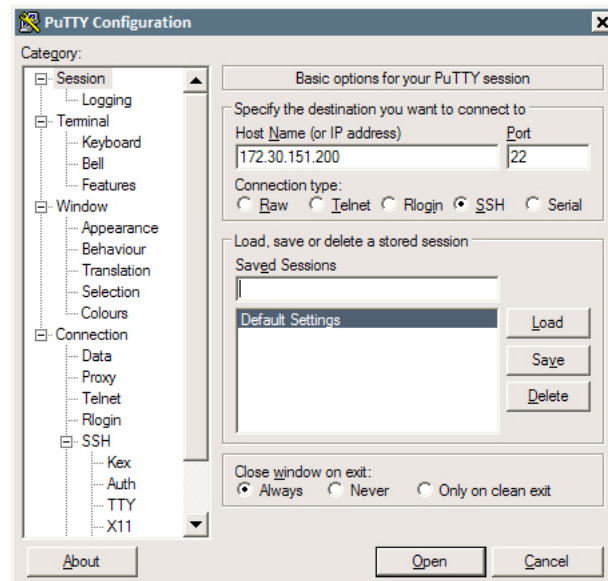 PuTTY Configuration
Category:
Session
Logging
Terminal
Keyboard
Bell
Features
Window
Appearance
Behaviour
Translation
Selection
Colours
Connection
Data
Proxy
Telnet
Rlogin
SSH
Kex
Auth
TTY
X11
Basic options for your PuTTY session
Specify the destination you want to connect to
Host Name (or IP address) Port
172.30.151.200 22
Connection type:
Raw Telnet Rlogin SSH Serial
Load, save or delete a stored session
Saved Sessions
Default Settings
Load
Save
Delete
Close window on exit:
Always Never Only on clean exit
About Open Cancel